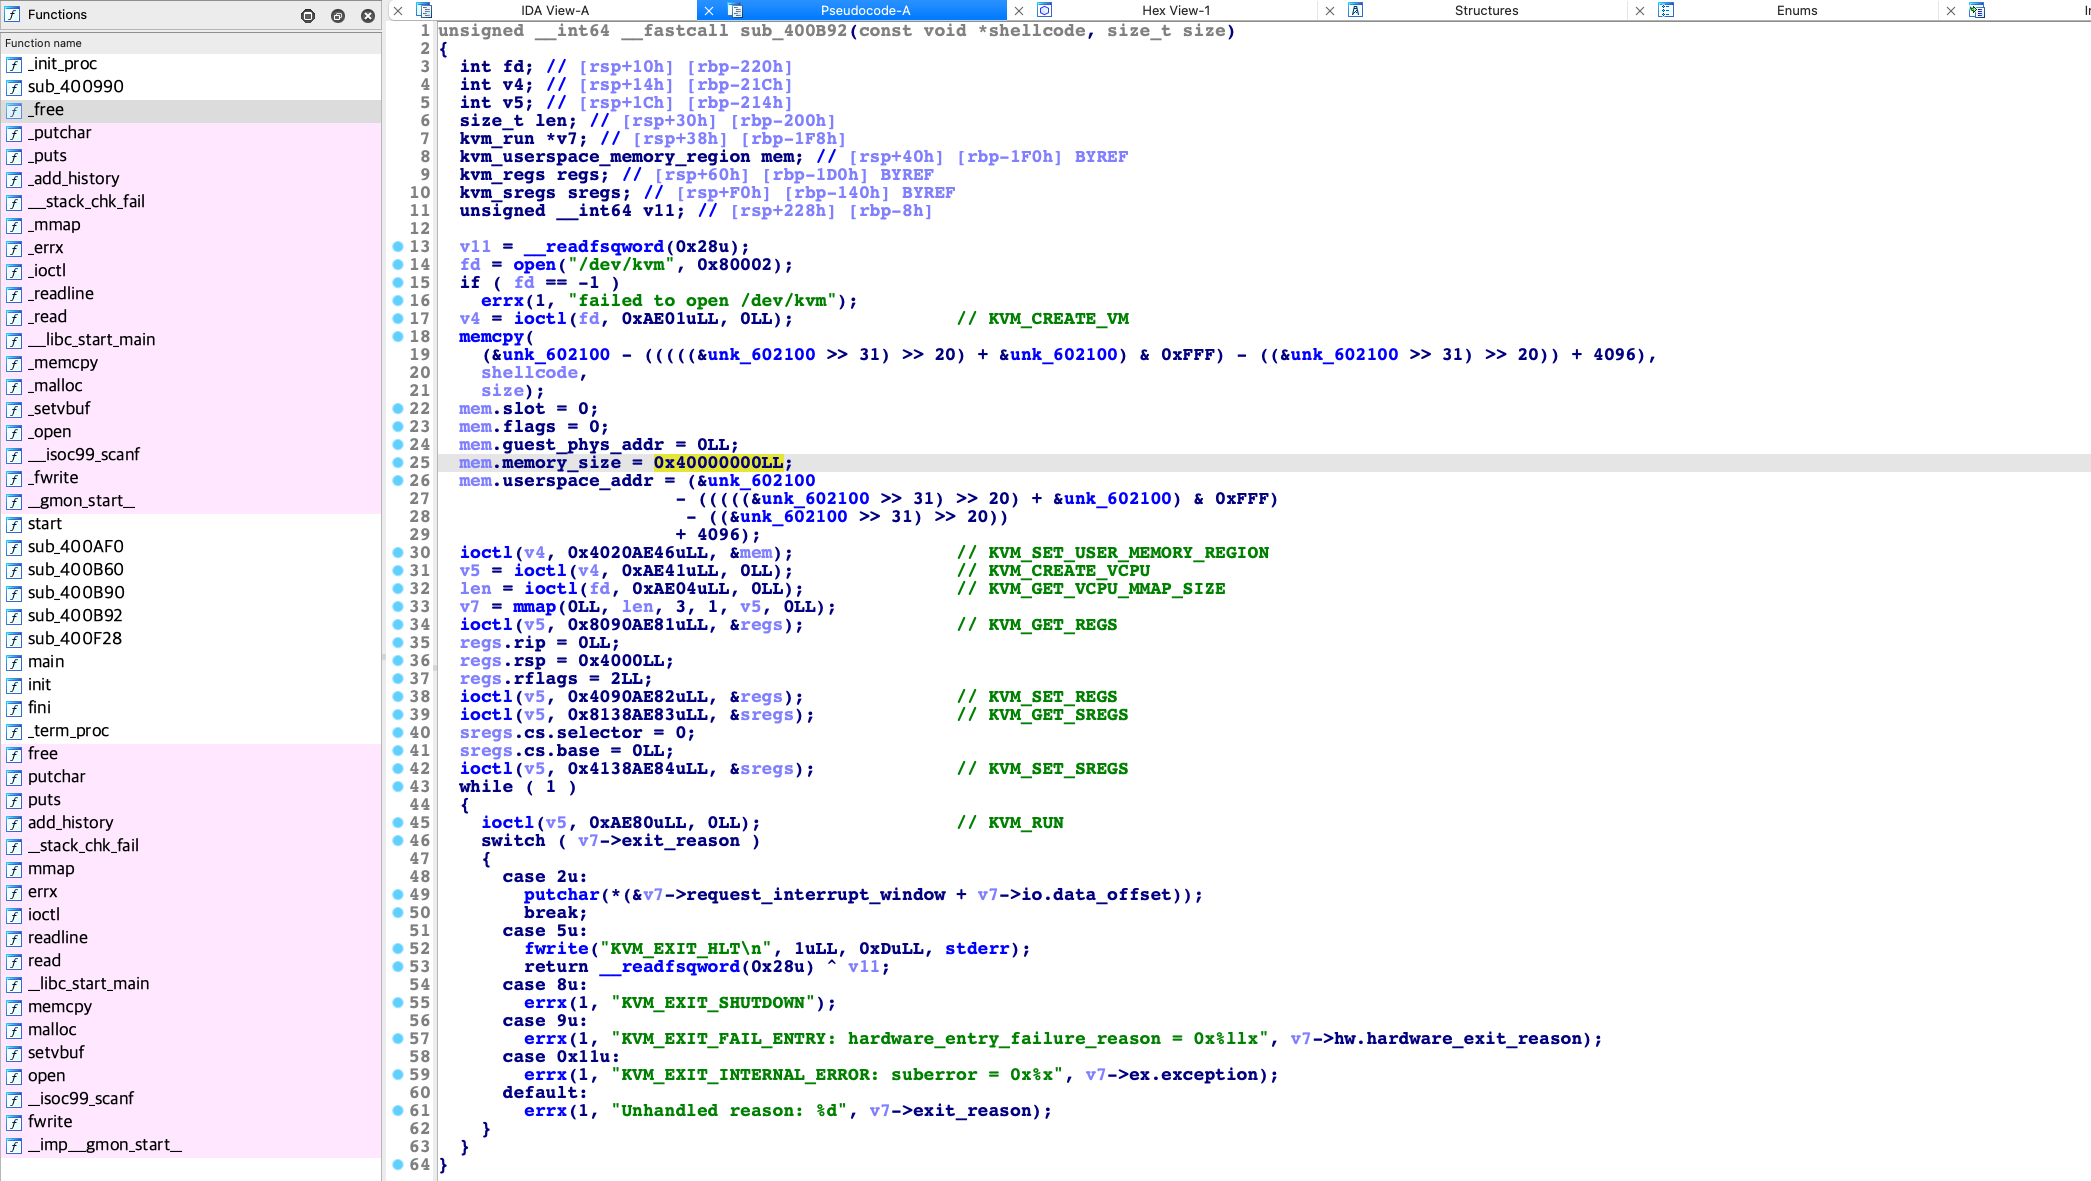 Functions
Function name
_init_proc
sub_400990
_free
_putchar
_puts
_add_history
__stack_chk_fail
_mmap
_errx
_ioctl
_readline
_read
__libc_start_main
_memcpy
_malloc
_setvbuf
_open
__isoc99_scanf
_fwrite
__gmon_start__
start
sub_400AF0
sub_400B60
sub_400B90
sub_400B92
sub_400F28
main
init
fini
_term_proc
free
putchar
puts
add_history
__stack_chk_fail
mmap
errx
ioctl
readline
read
__libc_start_main
memcpy
malloc
setvbuf
open
__isoc99_scanf
fwrite
__imp__gmon_start__
IDA View-A Pseudocode-A Hex View-1 Structures Enums
1 unsigned __int64 __fastcall sub_400B92(const void *shellcode, size_t size)
2 {
3 int fd; // [rsp+10h] [rbp-220h]
4 int v4; // [rsp+14h] [rbp-21Ch]
5 int v5; // [rsp+1Ch] [rbp-214h]
6 size_t len; // [rsp+30h] [rbp-200h]
7 kvm_run *v7; // [rsp+38h] [rbp-1F8h]
8 kvm_userspace_memory_region mem; // [rsp+40h] [rbp-1F0h] BYREF
9 kvm_regs regs; // [rsp+60h] [rbp-1D0h] BYREF
10 kvm_sregs sregs; // [rsp+F0h] [rbp-140h] BYREF
11 unsigned __int64 v11; // [rsp+228h] [rbp-8h]
12
13 v11 = __readfsqword(0x28u);
14 fd = open("/dev/kvm", 0x80002);
15 if ( fd == -1 )
16 errx(1, "failed to open /dev/kvm");
17 v4 = ioctl(fd, 0xAE01uLL, 0LL); // KVM_CREATE_VM
18 memcpy(
19 (&unk_602100 - (((((&unk_602100 >> 31) >> 20) + &unk_602100) & 0xFFF) - ((&unk_602100 >> 31) >> 20)) + 4096),
20 shellcode,
21 size);
22 mem.slot = 0;
23 mem.flags = 0;
24 mem.guest_phys_addr = 0LL;
25 mem.memory_size = 0x40000000LL;
26 mem.userspace_addr = (&unk_602100
27 - (((((&unk_602100 >> 31) >> 20) + &unk_602100) & 0xFFF)
28 - ((&unk_602100 >> 31) >> 20))
29 + 4096);
30 ioctl(v4, 0x4020AE46uLL, &mem); // KVM_SET_USER_MEMORY_REGION
31 v5 = ioctl(v4, 0xAE41uLL, 0LL); // KVM_CREATE_VCPU
32 len = ioctl(fd, 0xAE04uLL, 0LL); // KVM_GET_VCPU_MMAP_SIZE
33 v7 = mmap(0LL, len, 3, 1, v5, 0LL);
34 ioctl(v5, 0x8090AE81uLL, &regs); // KVM_GET_REGS
35 regs.rip = 0LL;
36 regs.rsp = 0x4000LL;
37 regs.rflags = 2LL;
38 ioctl(v5, 0x4090AE82uLL, &regs); // KVM_SET_REGS
39 ioctl(v5, 0x8138AE83uLL, &sregs); // KVM_GET_SREGS
40 sregs.cs.selector = 0;
41 sregs.cs.base = 0LL;
42 ioctl(v5, 0x4138AE84uLL, &sregs); // KVM_SET_SREGS
43 while ( 1 )
44 {
45 ioctl(v5, 0xAE80uLL, 0LL); // KVM_RUN
46 switch ( v7->exit_reason )
47 {
48 case 2u:
49 putchar(*(&v7->request_interrupt_window + v7->io.data_offset));
50 break;
51 case 5u:
52 fwrite("KVM_EXIT_HLT\n", 1uLL, 0xDuLL, stderr);
53 return __readfsqword(0x28u) ^ v11;
54 case 8u:
55 errx(1, "KVM_EXIT_SHUTDOWN");
56 case 9u:
57 errx(1, "KVM_EXIT_FAIL_ENTRY: hardware_entry_failure_reason = 0x%llx", v7->hw.hardware_exit_reason);
58 case 0x11u:
59 errx(1, "KVM_EXIT_INTERNAL_ERROR: suberror = 0x%x", v7->ex.exception);
60 default:
61 errx(1, "Unhandled reason: %d", v7->exit_reason);
62 }
63 }
64 }